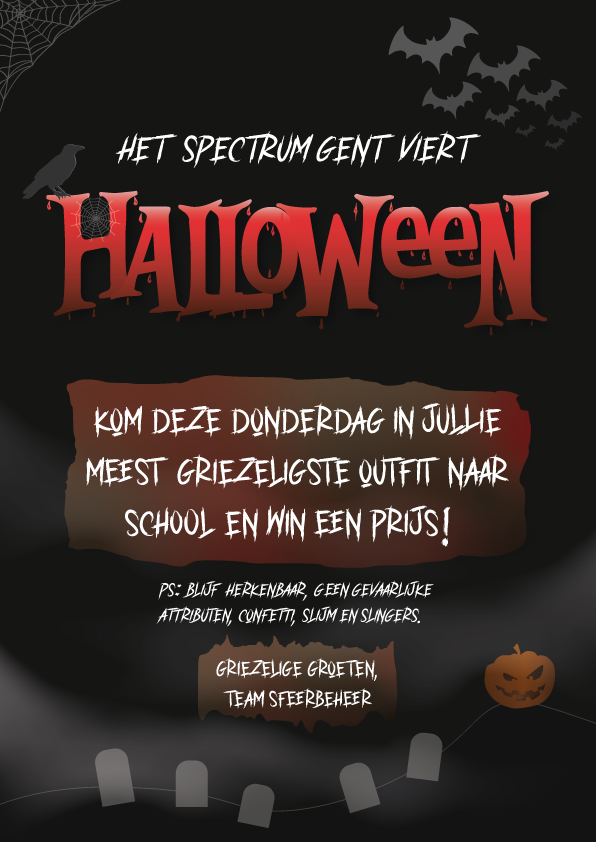 HET SPECTRUM GENT VIERT
HALLOWEEN
KOM DEZE DONDERDAG IN JULLIE
MEEST GRIEZELIGSTE OUTFIT NAAR
SCHOOL EN WIN EEN PRIJS!
PS: BLIJF HERKENBAAR, GEEN GEVAARLIJKE
ATTRIBUTEN, CONFETTI, SLIJM EN SLINGERS.
GRIEZELIGE GROETEN,
TEAM SFEERBEHEER